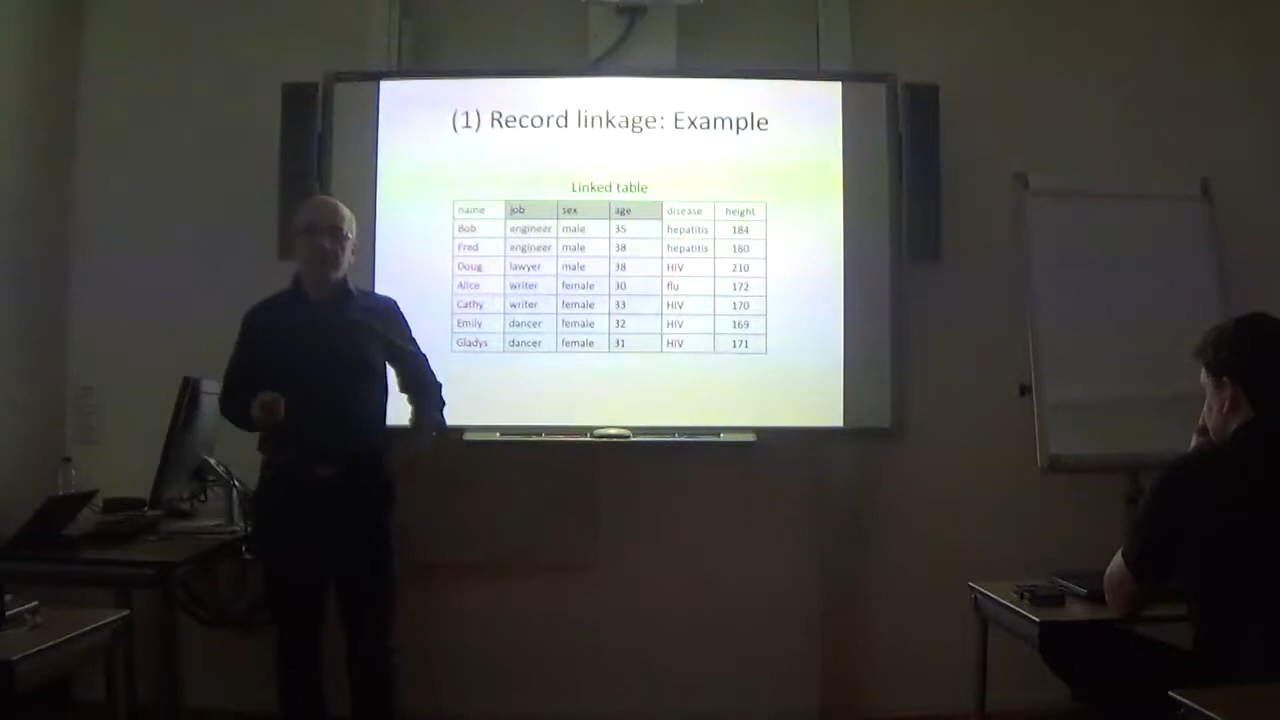 (1) Record linkage: Example
Linked table
name job sex age disease height
Bob engineer male 35 hepatitis 184
Fred engineer male 38 hepatitis 180
Doug lawyer male 38 HIV 210
Alice writer female 30 flu 172
Cathy writer female 33 HIV 170
Emily dancer female 32 HIV 169
Gladys dancer female 31 HIV 171